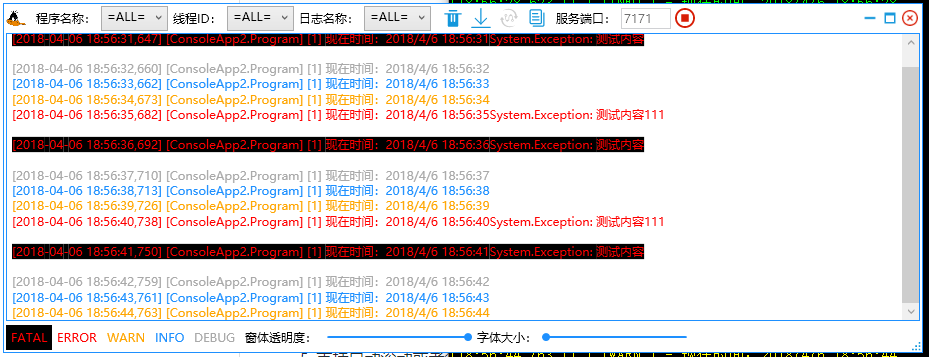 程序名称： =ALL= 线程ID： =ALL= 日志名称： =ALL= 服务端口： 7171
[2018-04-06 18:56:31,647] [ConsoleApp2.Program] [1] 现在时间：2018/4/6 18:56:31System.Exception: 测试内容
[2018-04-06 18:56:32,660] [ConsoleApp2.Program] [1] 现在时间：2018/4/6 18:56:32
[2018-04-06 18:56:33,662] [ConsoleApp2.Program] [1] 现在时间：2018/4/6 18:56:33
[2018-04-06 18:56:34,673] [ConsoleApp2.Program] [1] 现在时间：2018/4/6 18:56:34
[2018-04-06 18:56:35,682] [ConsoleApp2.Program] [1] 现在时间：2018/4/6 18:56:35System.Exception: 测试内容111
[2018-04-06 18:56:36,692] [ConsoleApp2.Program] [1] 现在时间：2018/4/6 18:56:36System.Exception: 测试内容
[2018-04-06 18:56:37,710] [ConsoleApp2.Program] [1] 现在时间：2018/4/6 18:56:37
[2018-04-06 18:56:38,713] [ConsoleApp2.Program] [1] 现在时间：2018/4/6 18:56:38
[2018-04-06 18:56:39,726] [ConsoleApp2.Program] [1] 现在时间：2018/4/6 18:56:39
[2018-04-06 18:56:40,738] [ConsoleApp2.Program] [1] 现在时间：2018/4/6 18:56:40System.Exception: 测试内容111
[2018-04-06 18:56:41,750] [ConsoleApp2.Program] [1] 现在时间：2018/4/6 18:56:41System.Exception: 测试内容
[2018-04-06 18:56:42,759] [ConsoleApp2.Program] [1] 现在时间：2018/4/6 18:56:42
[2018-04-06 18:56:43,761] [ConsoleApp2.Program] [1] 现在时间：2018/4/6 18:56:43
[2018-04-06 18:56:44,763] [ConsoleApp2.Program] [1] 现在时间：2018/4/6 18:56:44
FATAL ERROR WARN INFO DEBUG 窗体透明度： 字体大小：